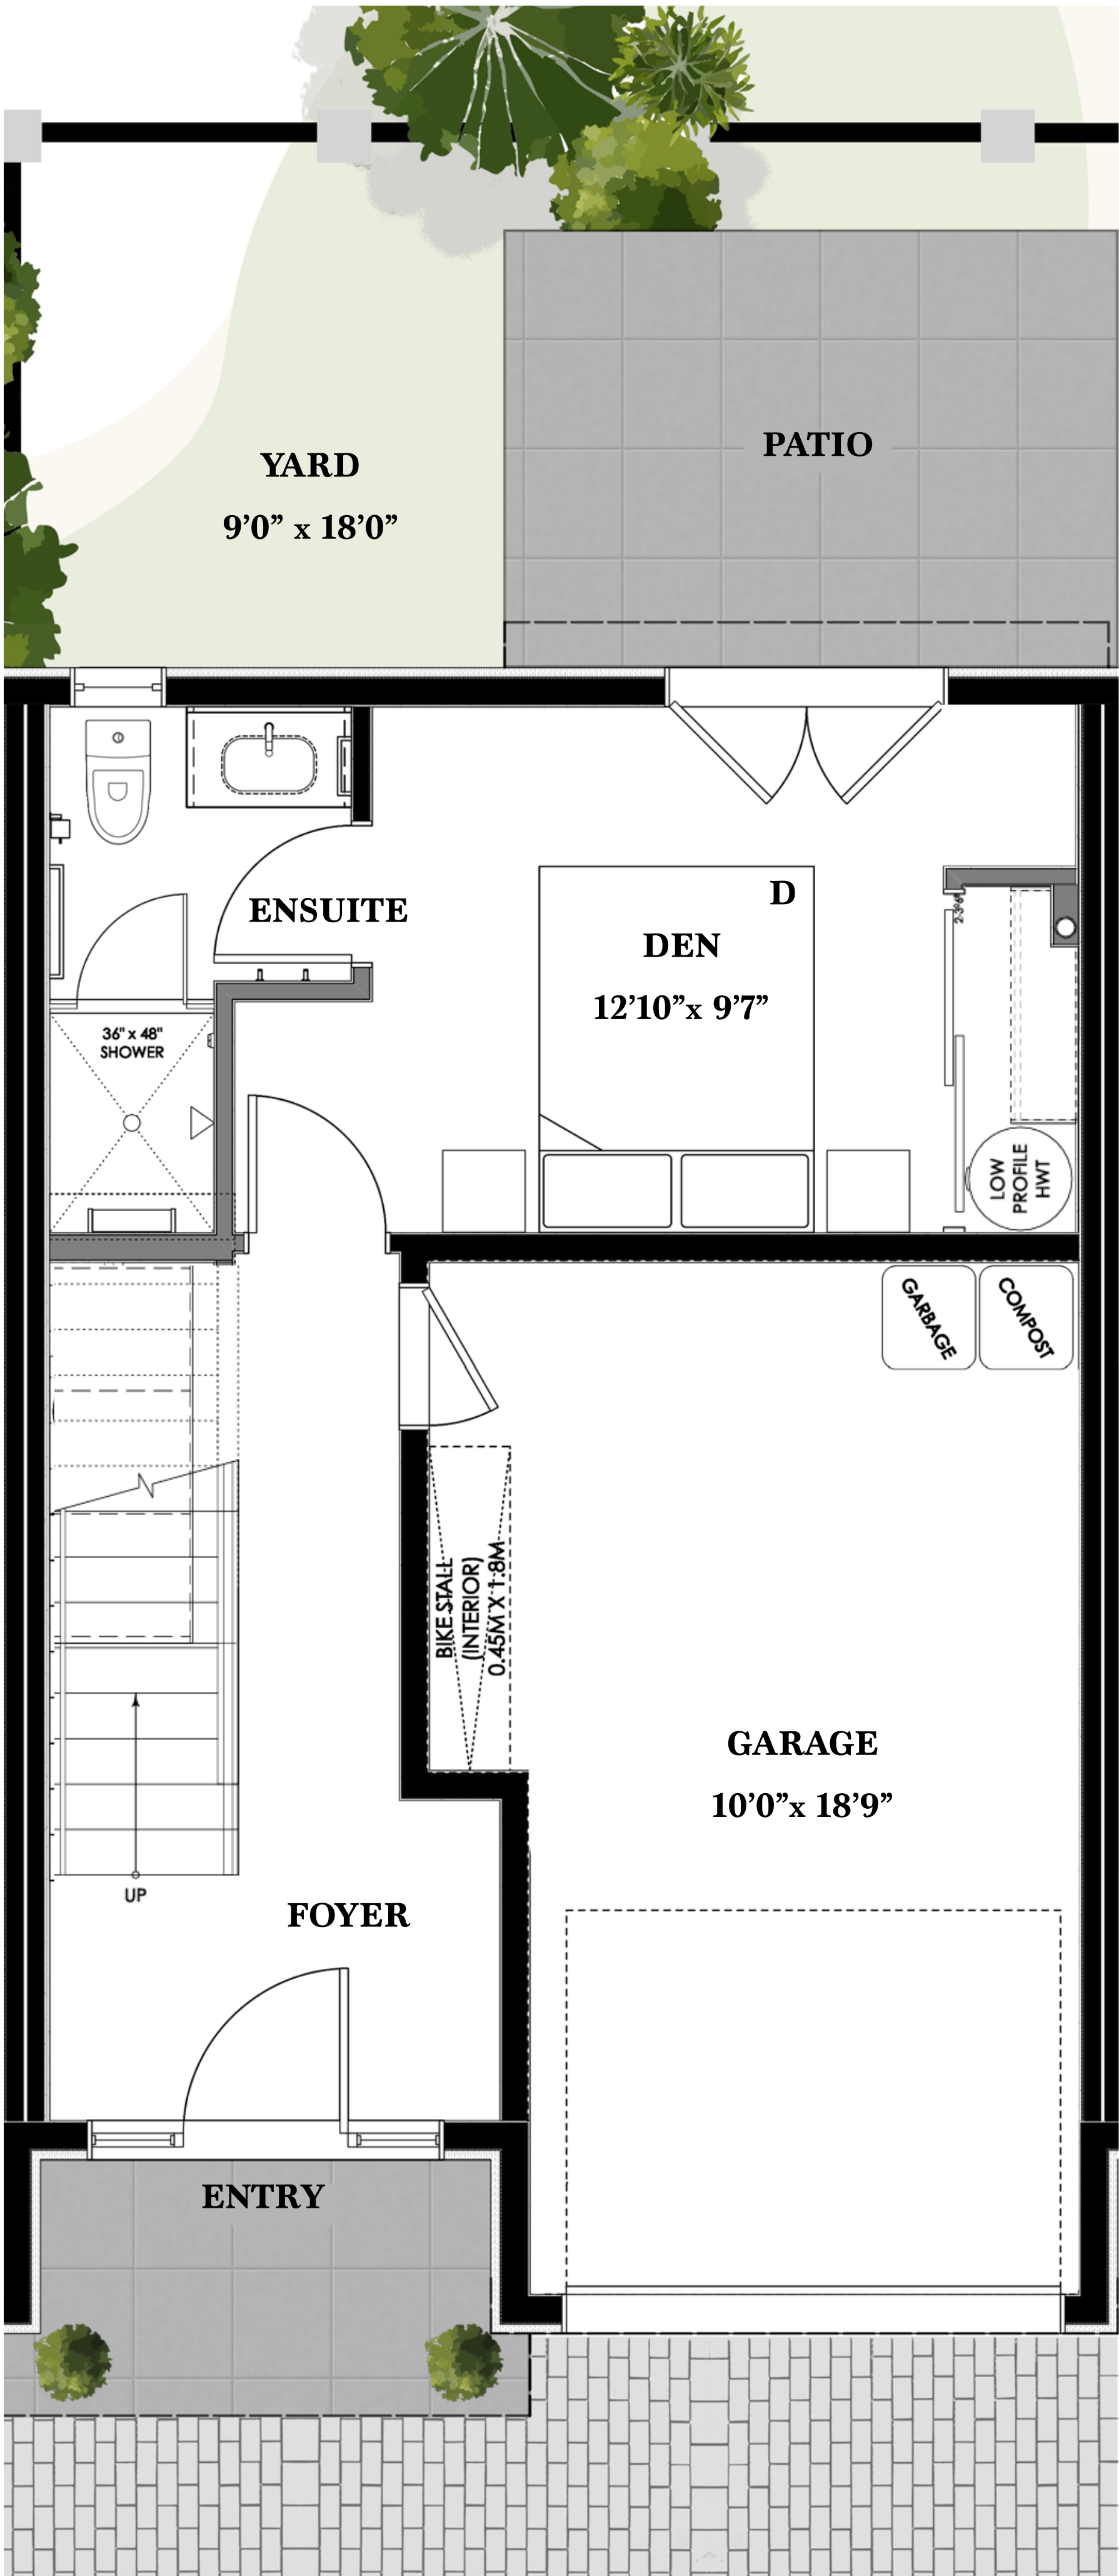 PATIO
YARD
9’0” x 18’0”
D
ENSUITE
DEN
12’10”x 9’7”
36" x 48"
SHOWER
LOW
PROFILE
HWT
GARBAGE
COMPOST
BIKE STALL
(INTERIOR)
0.45M X 1.8M
GARAGE
10’0”x 18’9”
UP
FOYER
ENTRY